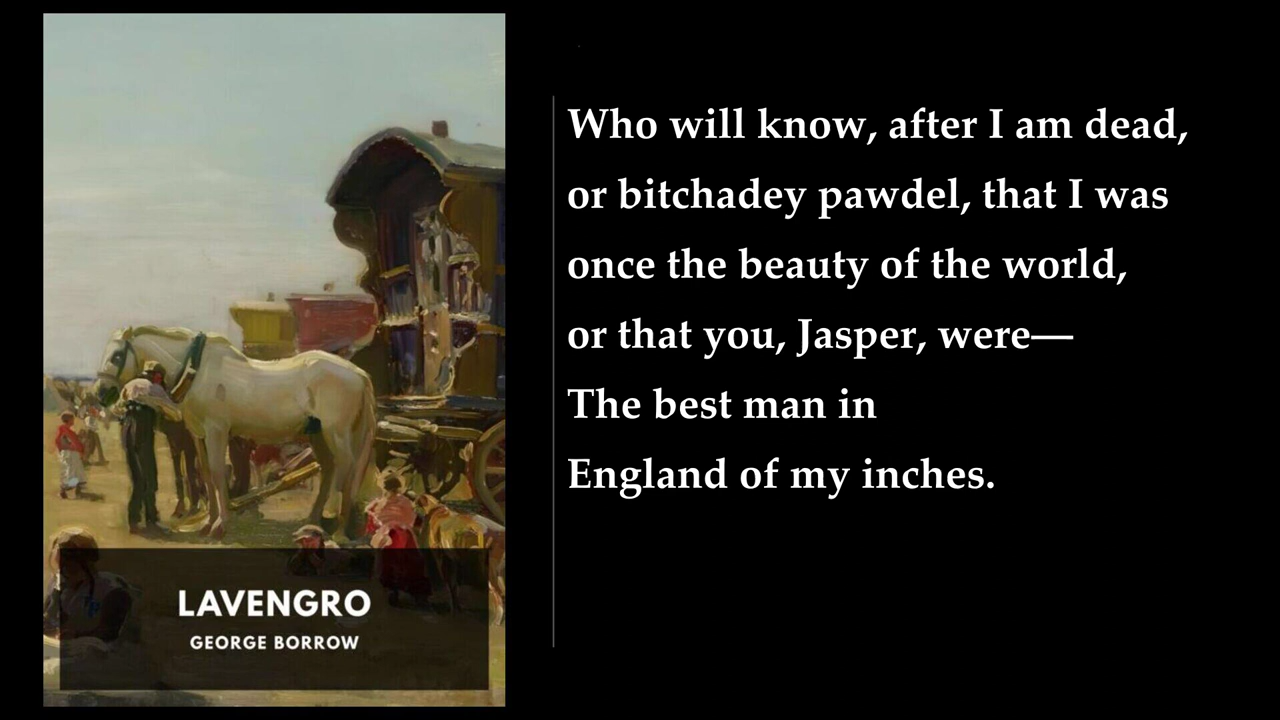 LAVENGRO
GEORGE BORROW
Who will know, after I am dead,
or bitchadey pawdel, that I was
once the beauty of the world,
or that you, Jasper, were—
The best man in
England of my inches.